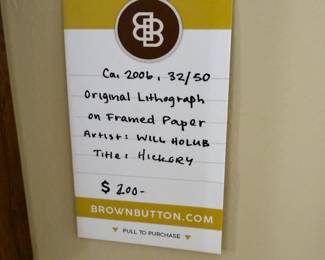 BB
Ca. 2006, 32/50
Original Lithograph
on Framed Paper
Artist: WILL HOLUB
Title: HICKORY
$200-
BROWNBUTTON.COM
PULL TO PURCHASE